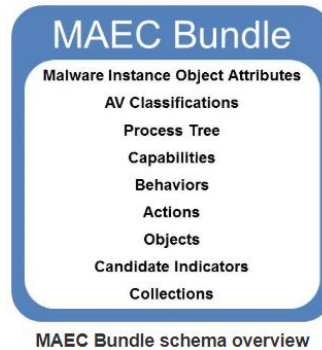 MAEC Bundle
Malware Instance Object Attributes
AV Classifications
Process Tree
Capabilities
Behaviors
Actions
Objects
Candidate Indicators
Collections
MAEC Bundle schema overview